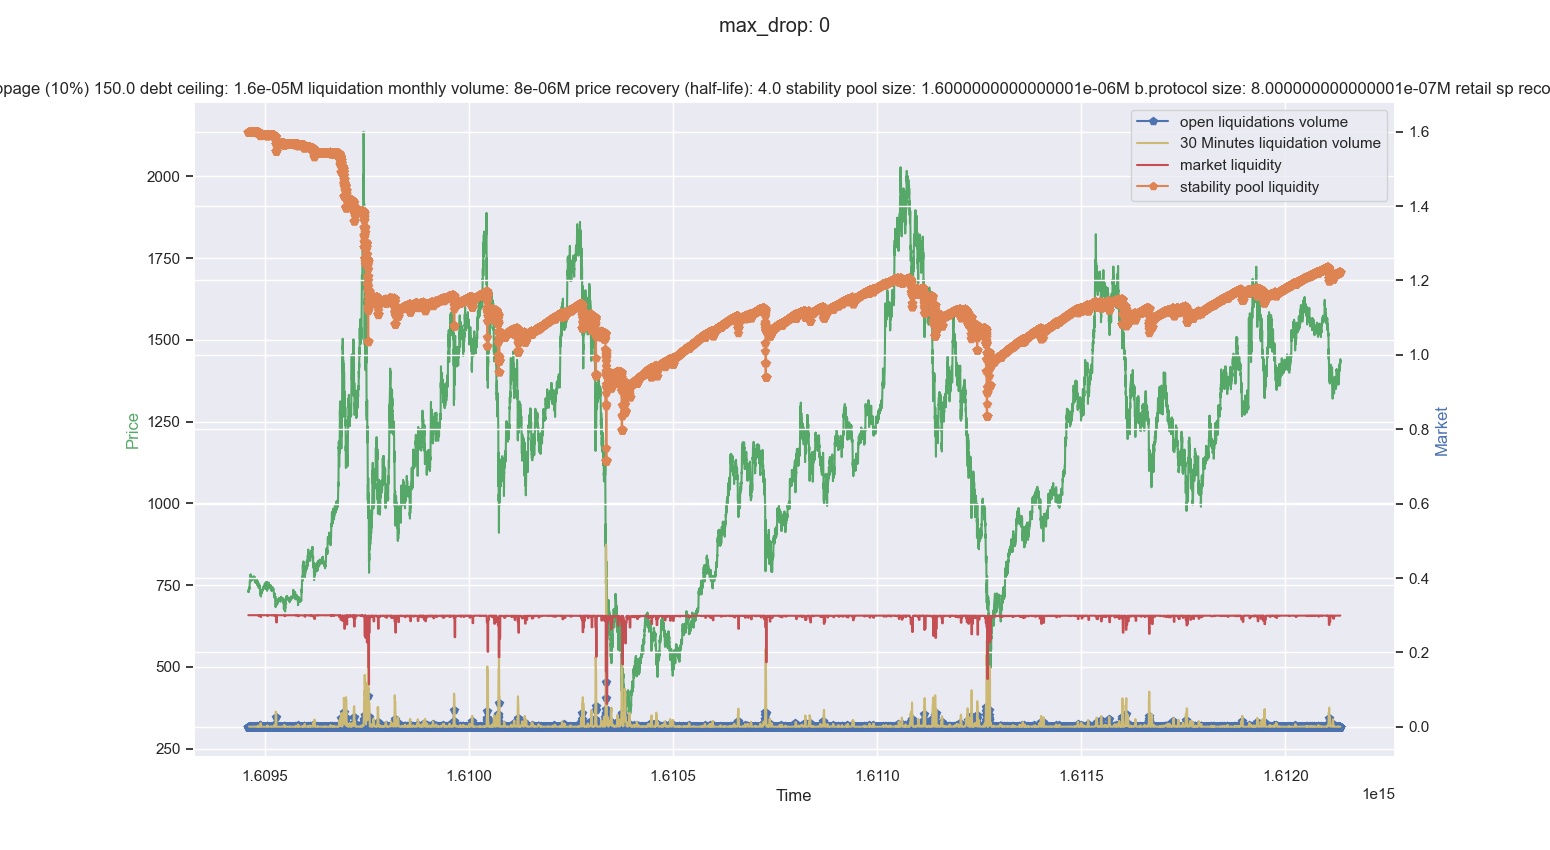 max_drop: 0
opage (10%) 150.0 debt ceiling: 1.6e-05M liquidation monthly volume: 8e-06M price recovery (half-life): 4.0 stability pool size: 1.6000000000000001e-06M b.protocol size: 8.000000000000001e-07M retail sp reco
open liquidations volume
30 Minutes liquidation volume
market liquidity
stability pool liquidity
2000
1750
1500
1250
1000
750
500
250
Price
1.6
1.4
1.2
1.0
0.8
0.6
0.4
0.2
0.0
Market
1.6095 1.6100 1.6105 1.6110 1.6115 1.6120
1e15
Time